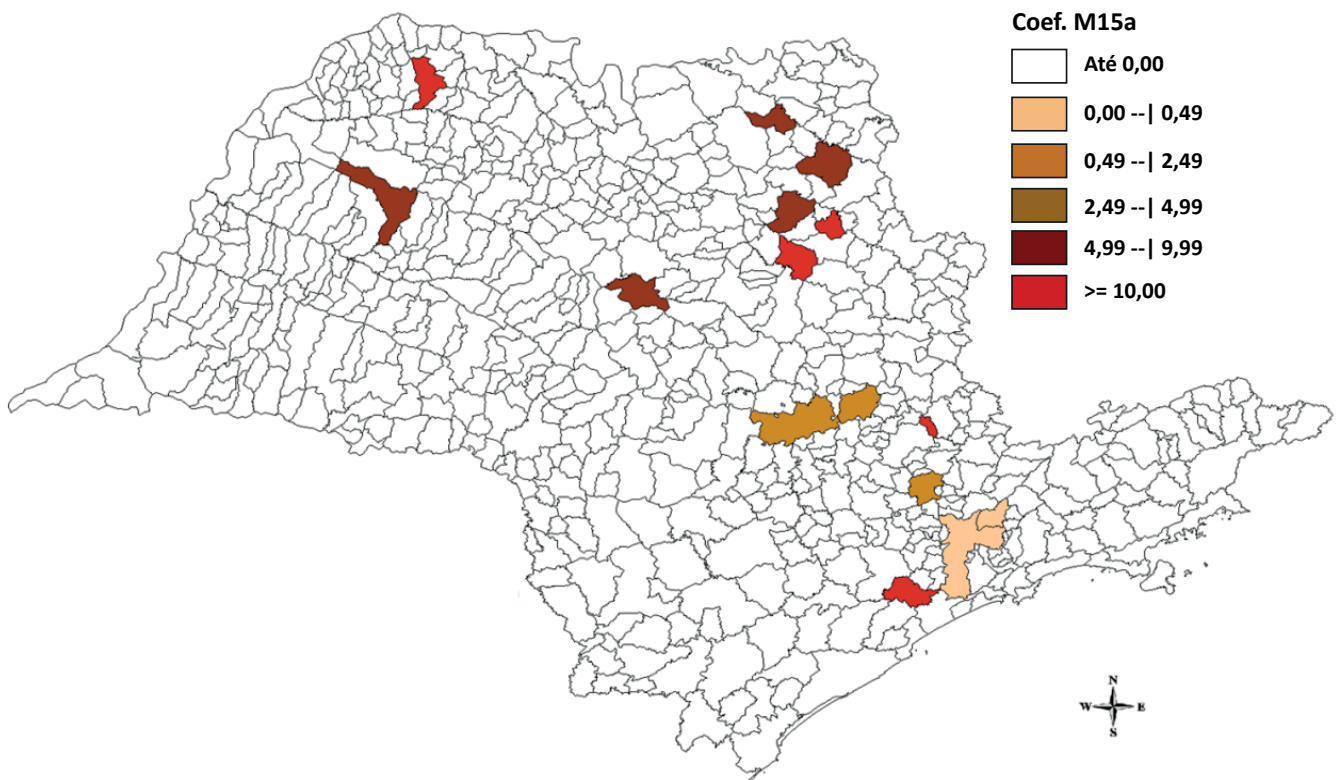 Coef. M15a
Até 0,00
0,00 --| 0,49
0,49 --| 2,49
2,49 --| 4,99
4,99 --| 9,99
>= 10,00
N
W E
S